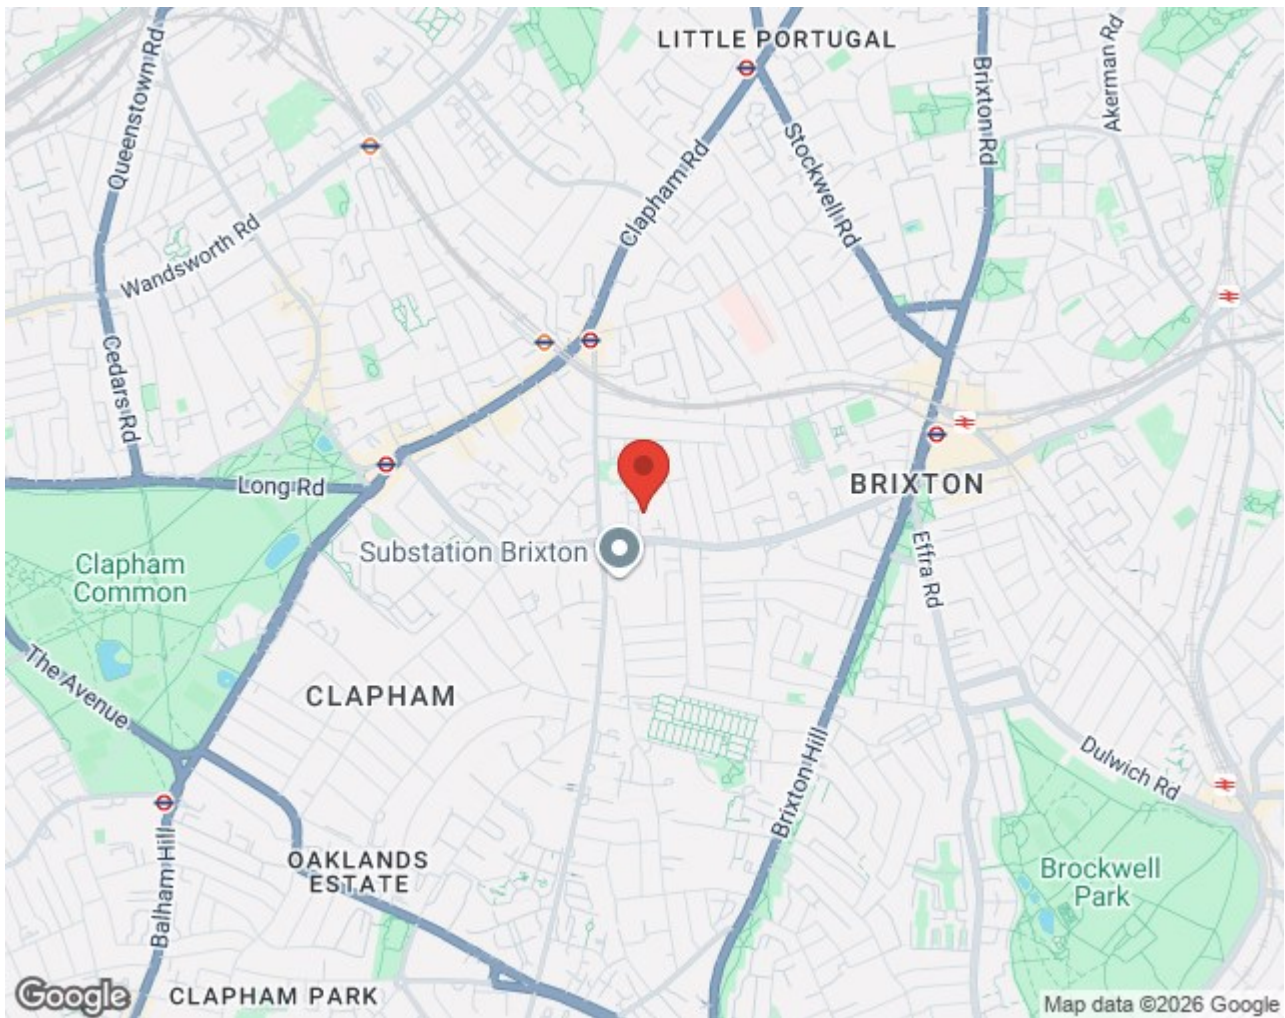 LITTLE PORTUGAL
Queenstown Rd
Akerman Rd
Brixton Rd
Clapham Rd
Stockwell Rd
Wandsworth Rd
Cedars Rd
Long Rd
BRIXTON
Substation Brixton
Clapham
Common
Effra Rd
The Avenue
CLAPHAM
Brixton Hill
Dulwich Rd
OAKLANDS
ESTATE
Balham Hill
Brockwell
Park
CLAPHAM PARK
Google
Map data ©2026 Google